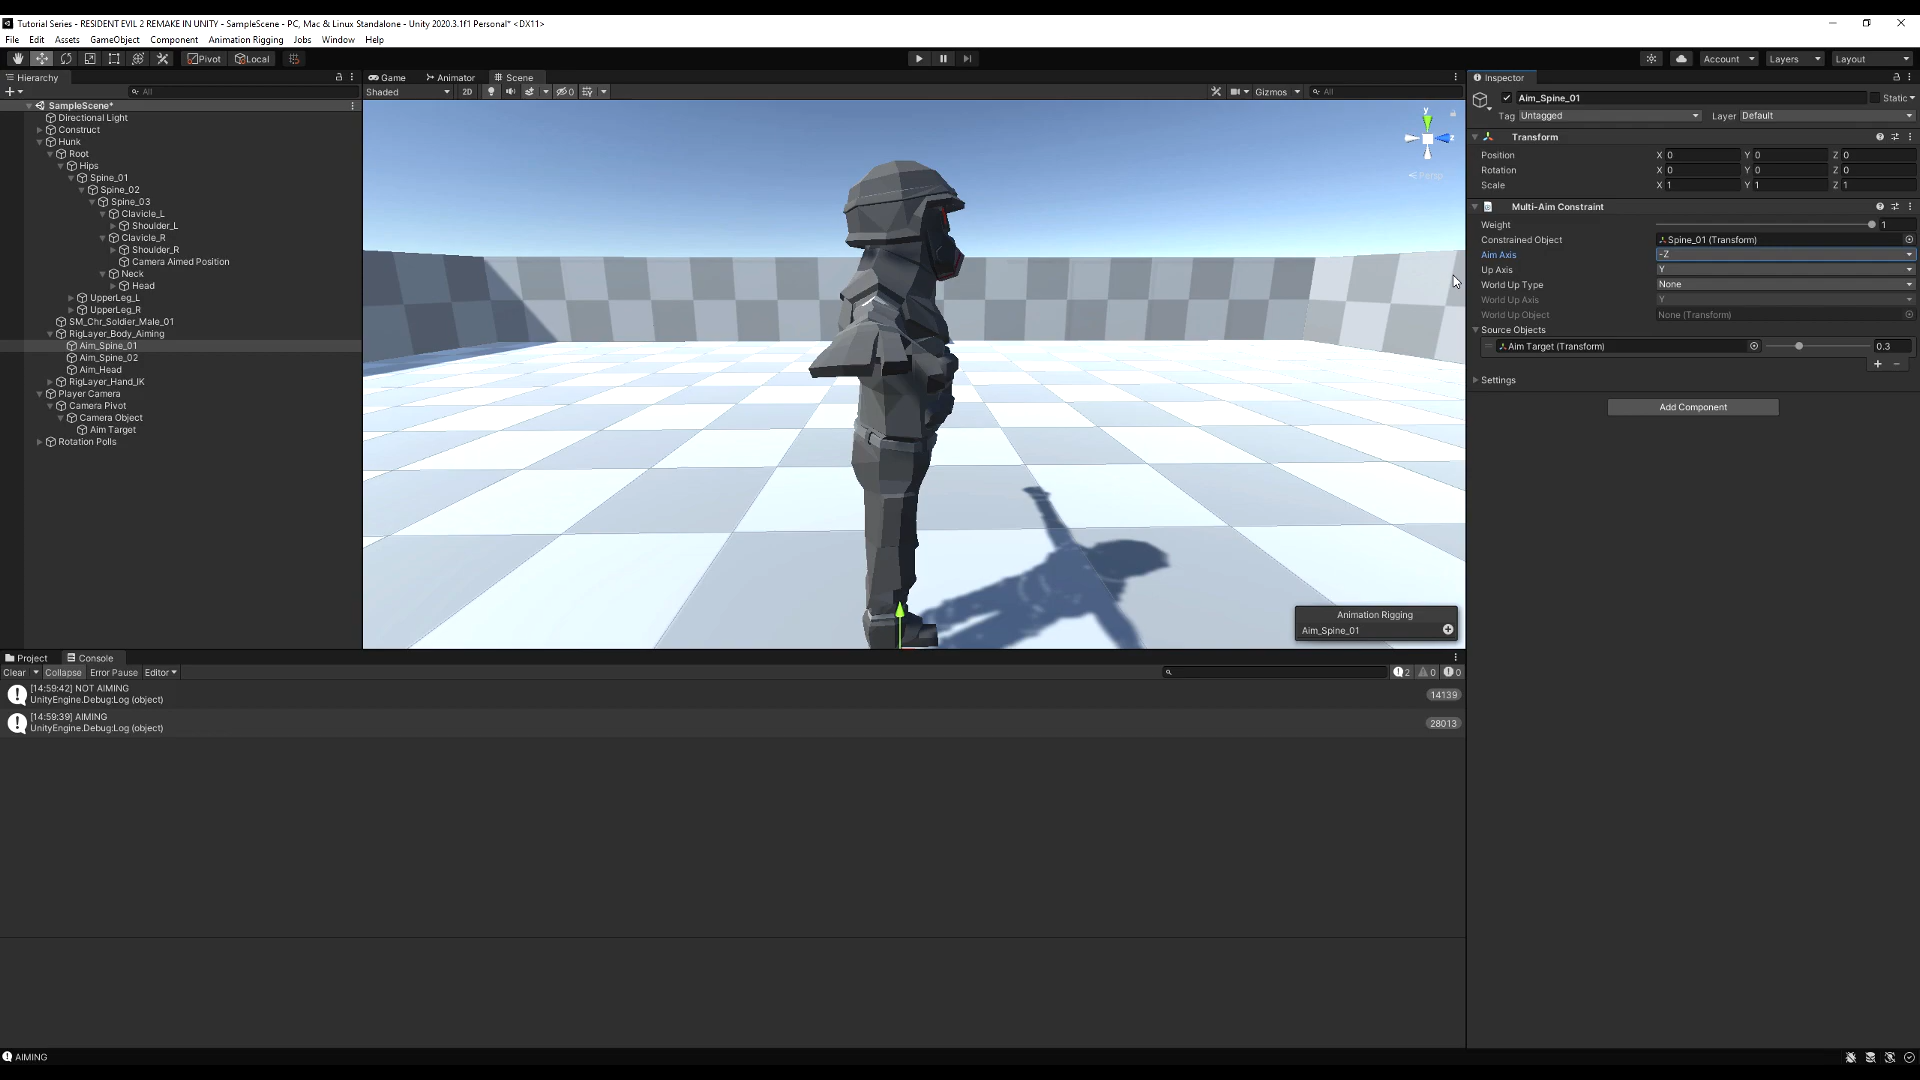 Tutorial Series - RESIDENT EVIL 2 REMAKE IN UNITY - SampleScene - PC, Mac & Linux Standalone - Unity 2020.3.1f1 Personal* <DX11>
File Edit Assets GameObject Component Animation Rigging Jobs Window Help
Pivot Local Account Layers Layout
Hierarchy
All
SampleScene*
Directional Light
Construct
Hunk
Root
Hips
Spine_01
Spine_02
Spine_03
Clavicle_L
Shoulder_L
Clavicle_R
Shoulder_R
Camera Aimed Position
Neck
Head
UpperLeg_L
UpperLeg_R
SM_Chr_Soldier_Male_01
RigLayer_Body_Aiming
Aim_Spine_01
Aim_Spine_02
Aim_Head
RigLayer_Hand_IK
Player Camera
Camera Pivot
Camera Object
Aim Target
Rotation Polls
Game Animator Scene
Shaded 2D 0 Gizmos All
y
z
Persp
Animation Rigging
Aim_Spine_01
Inspector
Aim_Spine_01 Static
Tag Untagged Layer Default
Transform
Position X 0 Y 0 Z 0
Rotation X 0 Y 0 Z 0
Scale X 1 Y 1 Z 1
Multi-Aim Constraint
Weight 1
Constrained Object Spine_01 (Transform)
Aim Axis -Z
Up Axis Y
World Up Type None
World Up Axis Y
World Up Object None (Transform)
Source Objects
Aim Target (Transform) 0.3
Settings
Add Component
Project Console
Clear Collapse Error Pause Editor 2 0 0
[14:59:42] NOT AIMING
UnityEngine.Debug:Log (object)
14139
[14:59:39] AIMING
UnityEngine.Debug:Log (object)
28013
AIMING